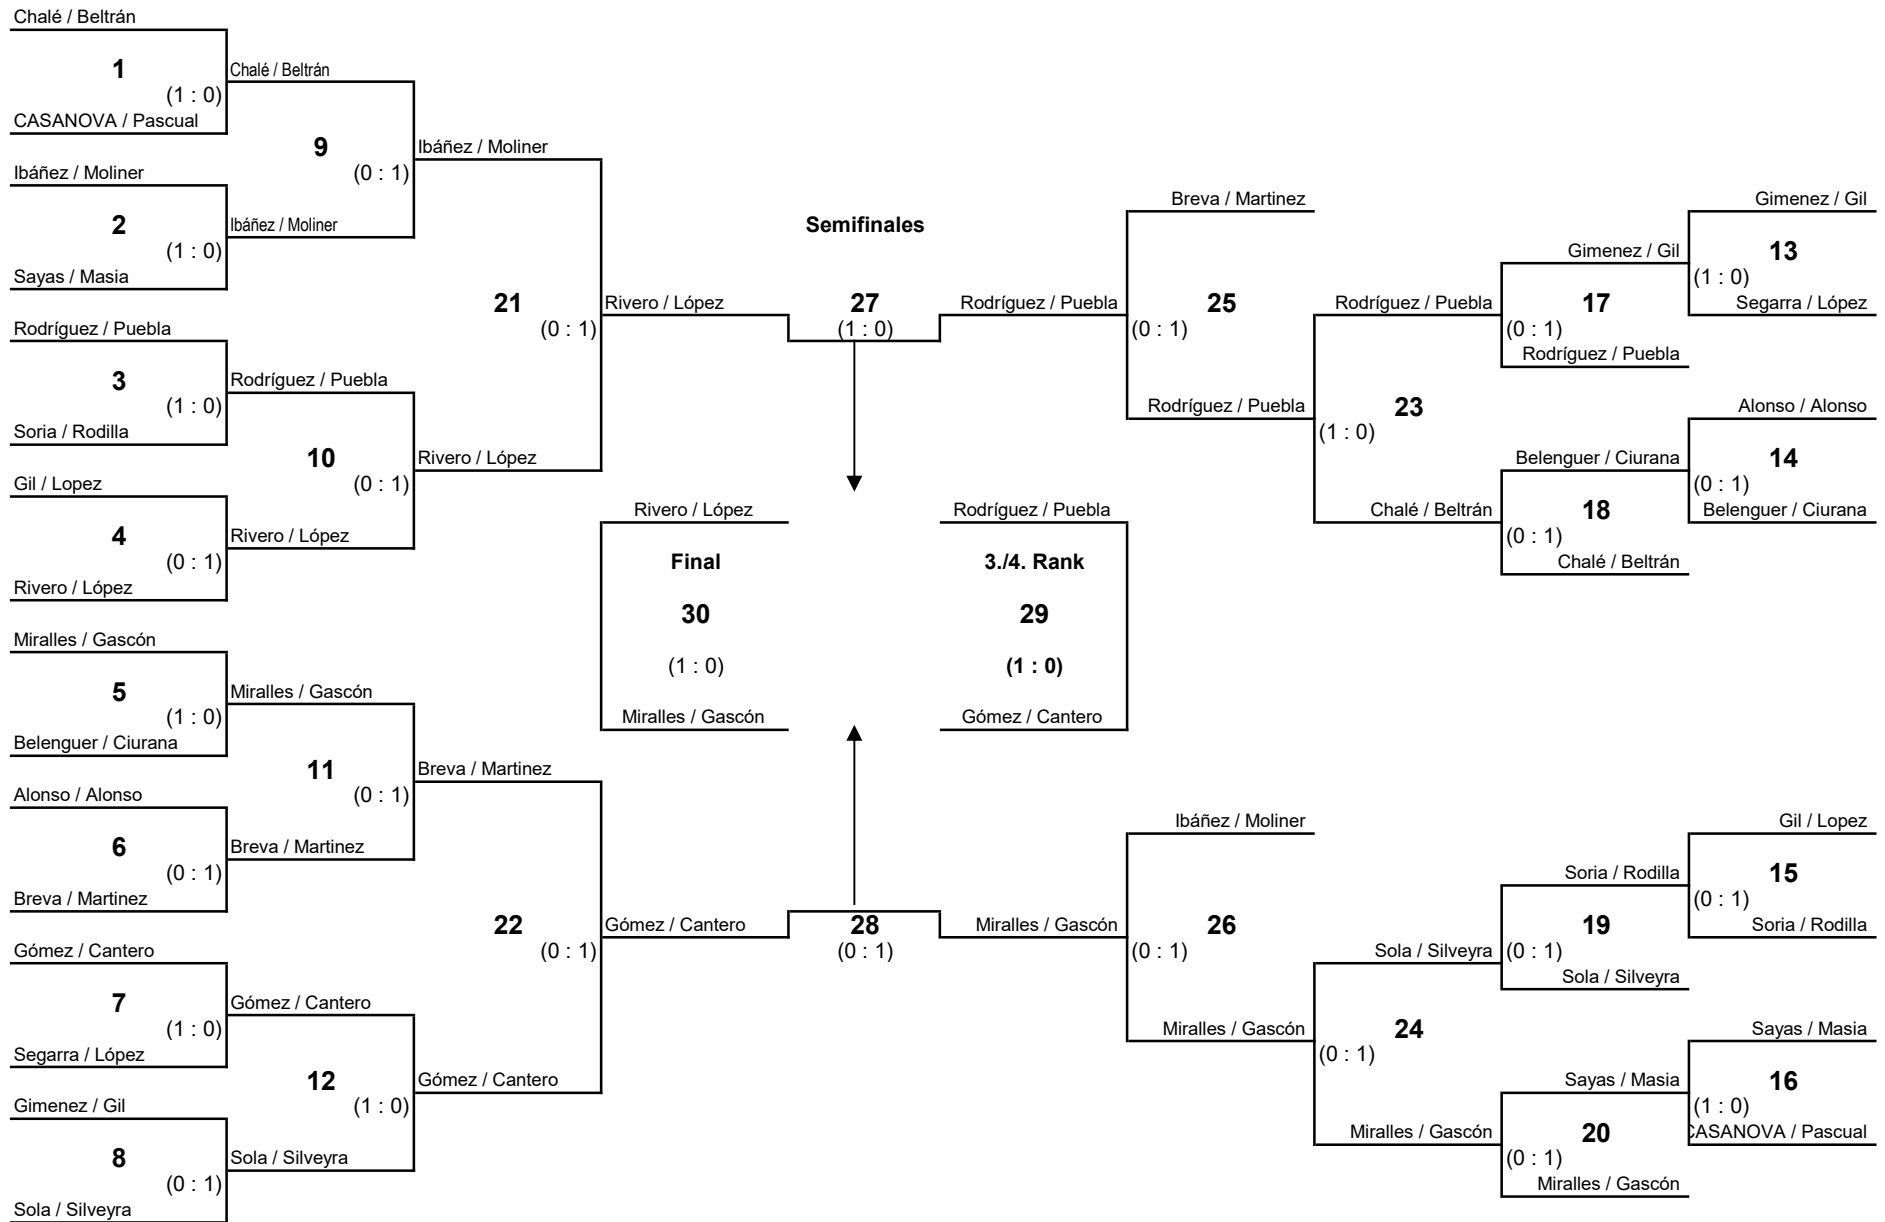 Chalé / Beltrán
1
(1 : 0)
CASANOVA / Pascual
Ibáñez / Moliner
2
(1 : 0)
Sayas / Masia
Rodríguez / Puebla
3
(1 : 0)
Soria / Rodilla
Gil / Lopez
4
(0 : 1)
Rivero / López
Miralles / Gascón
5
(1 : 0)
Belenguer / Ciurana
Alonso / Alonso
6
(0 : 1)
Breva / Martinez
Gómez / Cantero
7
(1 : 0)
Segarra / López
Gimenez / Gil
8
(0 : 1)
Sola / Silveyra
Chalé / Beltrán
9
(0 : 1)
Ibáñez / Moliner
Rodríguez / Puebla
10
(0 : 1)
Rivero / López
Miralles / Gascón
11
(0 : 1)
Breva / Martinez
Gómez / Cantero
12
(1 : 0)
Sola / Silveyra
Ibáñez / Moliner
21
(0 : 1)
Rivero / López
Breva / Martinez
22
(0 : 1)
Gómez / Cantero
Semifinales
Rivero / López
27
(1 : 0)
Rodríguez / Puebla
Rivero / López
Final
30
(1 : 0)
Miralles / Gascón
Rodríguez / Puebla
3./4. Rank
29
(1 : 0)
Gómez / Cantero
Gómez / Cantero
28
(0 : 1)
Miralles / Gascón
Breva / Martinez
25
(0 : 1)
Rodríguez / Puebla
Ibáñez / Moliner
26
(0 : 1)
Miralles / Gascón
Rodríguez / Puebla
23
(1 : 0)
Chalé / Beltrán
Sola / Silveyra
24
(0 : 1)
Miralles / Gascón
Gimenez / Gil
17
(0 : 1)
Rodríguez / Puebla
Belenguer / Ciurana
18
(0 : 1)
Chalé / Beltrán
Soria / Rodilla
19
(0 : 1)
Sola / Silveyra
Sayas / Masia
20
(0 : 1)
Miralles / Gascón
Gimenez / Gil
13
(1 : 0)
Segarra / López
Alonso / Alonso
14
(0 : 1)
Belenguer / Ciurana
Gil / Lopez
15
(0 : 1)
Soria / Rodilla
Sayas / Masia
16
(1 : 0)
CASANOVA / Pascual